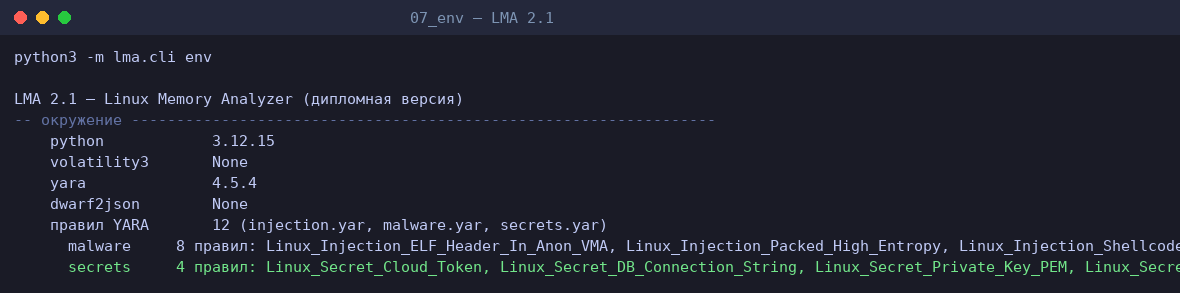 07_env — LMA 2.1
python3 -m lma.cli env
LMA 2.1 — Linux Memory Analyzer (дипломная версия)
-- окружение -----------------------------------------------------------------
python 3.12.15
volatility3 None
yara 4.5.4
dwarf2json None
правил YARA 12 (injection.yar, malware.yar, secrets.yar)
malware 8 правил: Linux_Injection_ELF_Header_In_Anon_VMA, Linux_Injection_Packed_High_Entropy, Linux_Injection_Shellcode
secrets 4 правил: Linux_Secret_Cloud_Token, Linux_Secret_DB_Connection_String, Linux_Secret_Private_Key_PEM, Linux_Secre